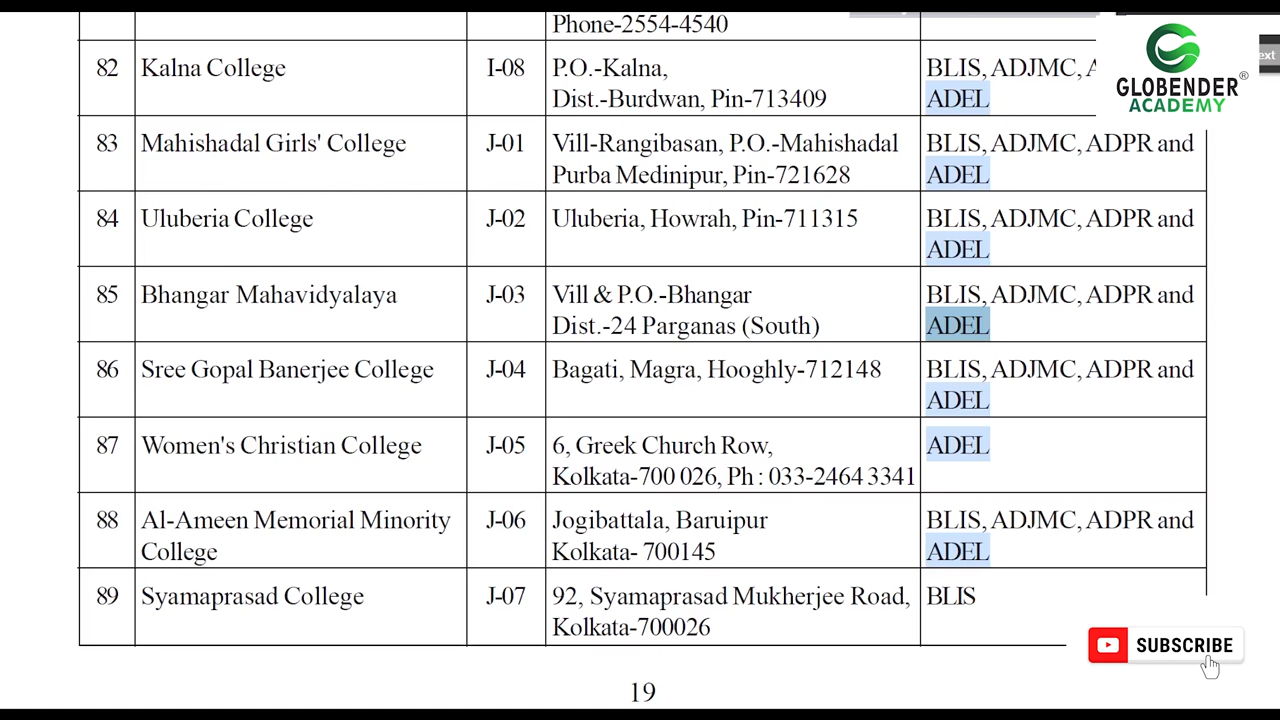 Phone-2554-4540
82 Kalna College I-08 P.O.-Kalna, BLIS, ADJMC,
Dist.-Burdwan, Pin-713409 ADEL
83 Mahishadal Girls' College J-01 Vill-Rangibasan, P.O.-Mahishadal BLIS, ADJMC, ADPR and
Purba Medinipur, Pin-721628 ADEL
84 Uluberia College J-02 Uluberia, Howrah, Pin-711315 BLIS, ADJMC, ADPR and
ADEL
85 Bhangar Mahavidyalaya J-03 Vill & P.O.-Bhangar BLIS, ADJMC, ADPR and
Dist.-24 Parganas (South) ADEL
86 Sree Gopal Banerjee College J-04 Bagati, Magra, Hooghly-712148 BLIS, ADJMC, ADPR and
ADEL
87 Women's Christian College J-05 6, Greek Church Row, ADEL
Kolkata-700 026, Ph : 033-2464 3341
88 Al-Ameen Memorial Minority J-06 Jogibattala, Baruipur BLIS, ADJMC, ADPR and
College Kolkata- 700145 ADEL
89 Syamaprasad College J-07 92, Syamaprasad Mukherjee Road, BLIS
Kolkata-700026
19
GLOBENDER®
ACADEMY
SUBSCRIBE